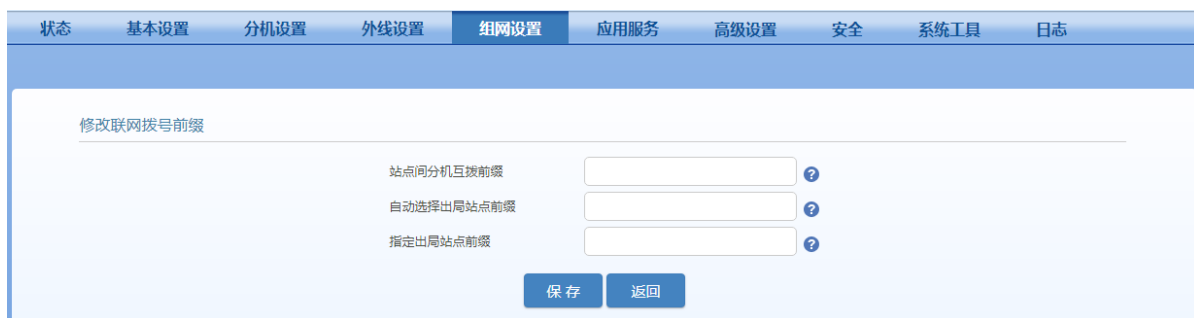 状态 基本设置 分机设置 外线设置 组网设置 应用服务 高级设置 安全 系统工具 日志
修改联网拨号前缀
站点间分机互拨前缀 ?
自动选择出局站点前缀 ?
指定出局站点前缀 ?
保存 返回